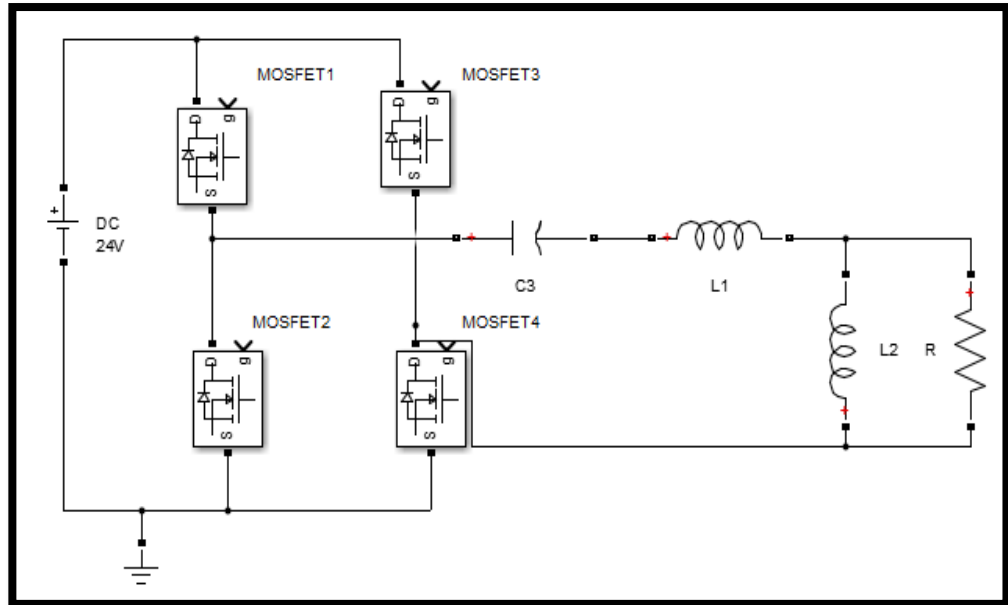 MOSFET1
MOSFET3
D
g
S
D
g
S
+
DC
24V
C3
L1
MOSFET2
MOSFET4
D
g
S
D
g
S
L2
R